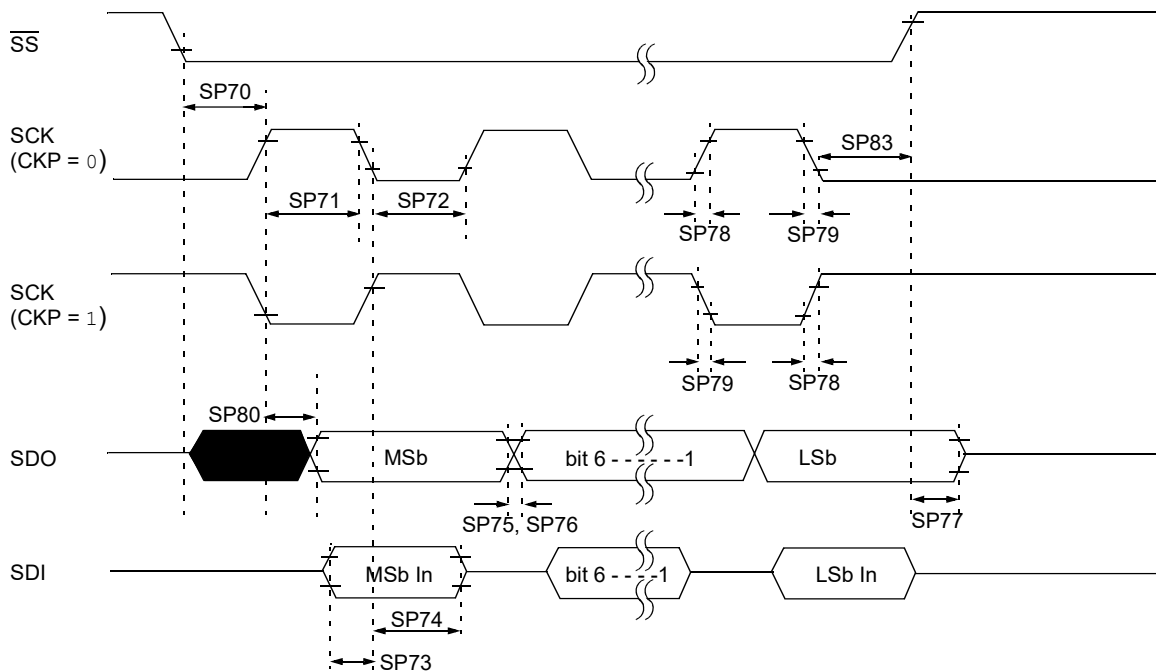 SS
SP70
SCK
(CKP = 0)
SP83
SP71
SP72
SP78
SP79
SCK
(CKP = 1)
SP79
SP78
SP80
SDO
MSb
bit 6 - - - - - -1
LSb
SP75, SP76
SP77
SDI
MSb In
bit 6 - - - - -1
LSb In
SP74
SP73